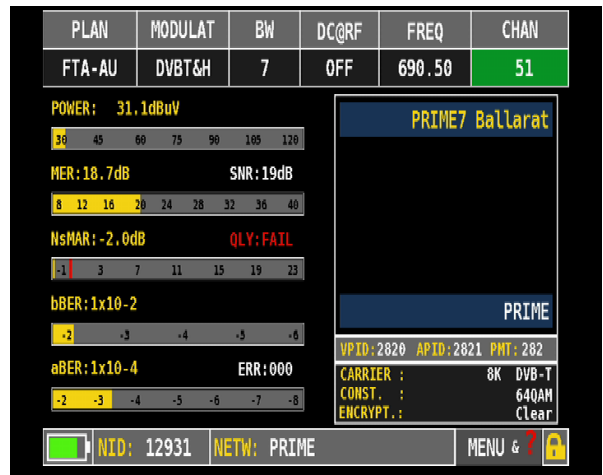 PLAN MODULAT BW DC@RF FREQ CHAN
FTA-AU DVBT&H 7 OFF 690.50 51
POWER: 31.1dBuV
30 45 60 75 90 105 120
MER:18.7dB SNR:19dB
8 12 16 20 24 28 32 36 40
NsMAR:-2.0dB QLY:FAIL
-1 3 7 11 15 19 23
bBER:1x10-2
-2 -3 -4 -5 -6
aBER:1x10-4 ERR:000
-2 -3 -4 -5 -6 -7 -8
PRIME7 Ballarat
PRIME
VPID:2820 APID:2821 PMT:282
CARRIER : 8K DVB-T
CONST. : 64QAM
ENCRYPT.: Clear
NID: 12931 NETW: PRIME MENU & ?